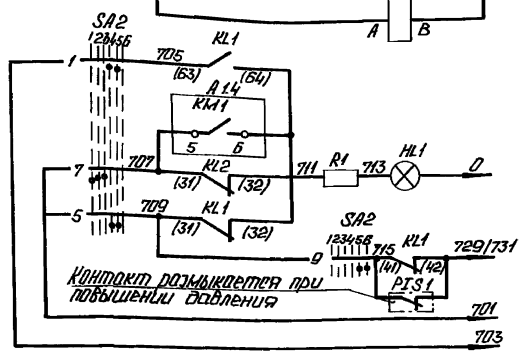 A B
SA2
123456
1 705 KL1
(63) (64)
A14
KM1
5 6
7 707 KL2 711 R1 713 HL1 0
(31) (32)
5 709 KL1
(31) (32)
SA2
123456
9 715 KL1 729/731
(41) (42)
PIS1
Контакт размыкается при
повышении давления
701
703